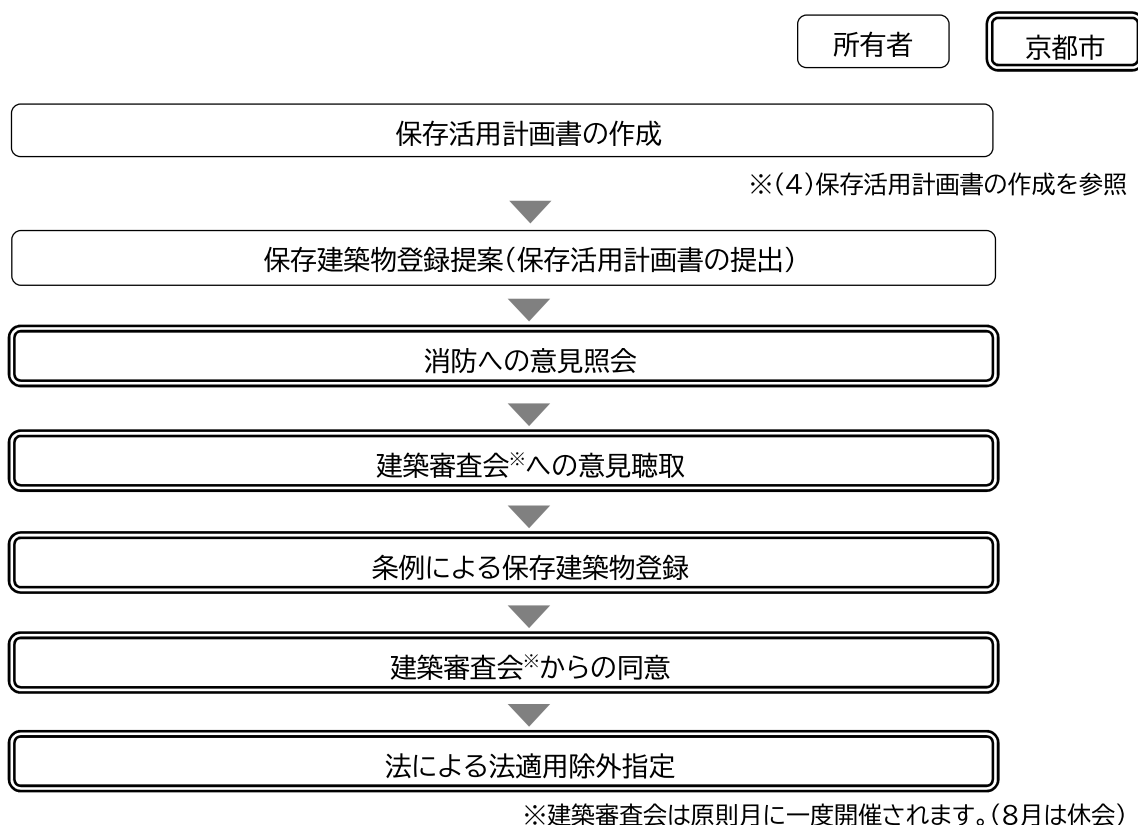 所有者
京都市
保存活用計画書の作成
※(4)保存活用計画書の作成を参照
保存建築物登録提案(保存活用計画書の提出)
消防への意見照会
建築審査会※への意見聴取
条例による保存建築物登録
建築審査会※からの同意
法による法適用除外指定
※建築審査会は原則月に一度開催されます。(8月は休会)